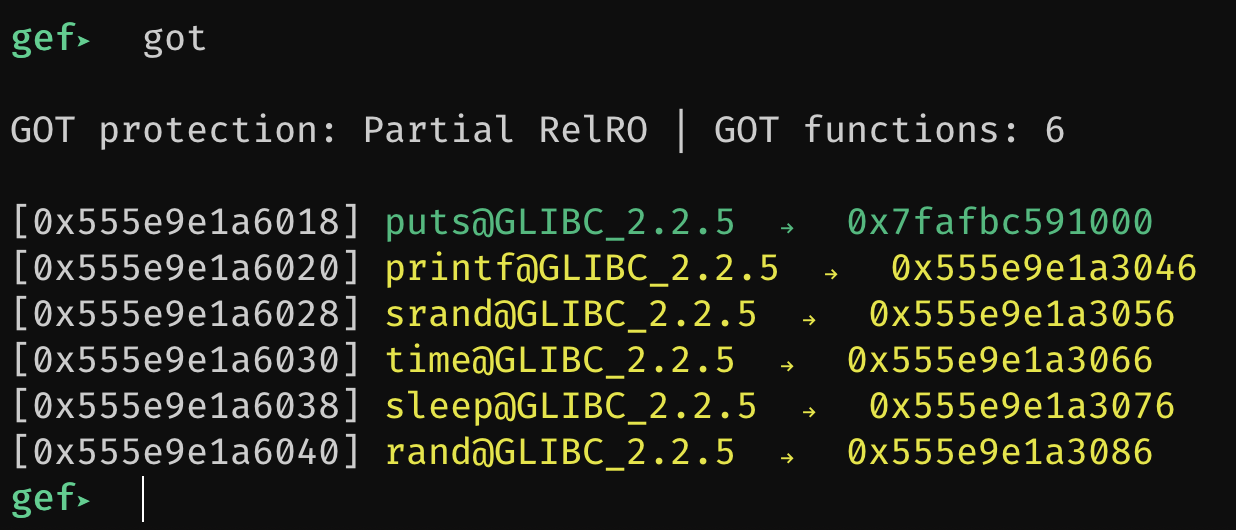 gef➤ got
GOT protection: Partial RelRO | GOT functions: 6
[0x555e9e1a6018] puts@GLIBC_2.2.5 → 0x7fafbc591000
[0x555e9e1a6020] printf@GLIBC_2.2.5 → 0x555e9e1a3046
[0x555e9e1a6028] srand@GLIBC_2.2.5 → 0x555e9e1a3056
[0x555e9e1a6030] time@GLIBC_2.2.5 → 0x555e9e1a3066
[0x555e9e1a6038] sleep@GLIBC_2.2.5 → 0x555e9e1a3076
[0x555e9e1a6040] rand@GLIBC_2.2.5 → 0x555e9e1a3086
gef➤